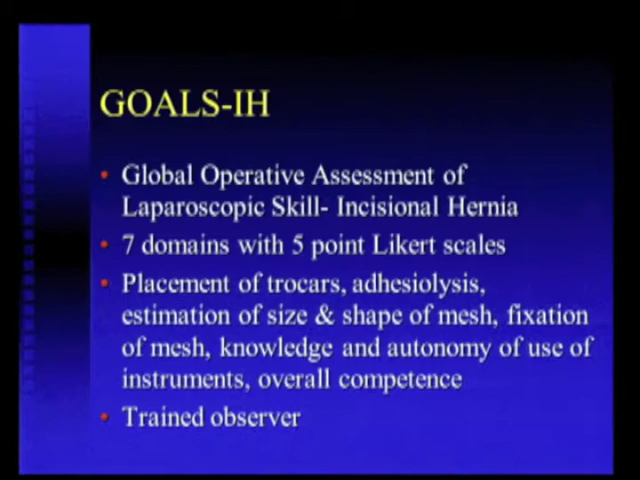 GOALS-IH
• Global Operative Assessment of
Laparoscopic Skill- Incisional Hernia
• 7 domains with 5 point Likert scales
• Placement of trocars, adhesiolysis,
estimation of size & shape of mesh, fixation
of mesh, knowledge and autonomy of use of
instruments, overall competence
• Trained observer